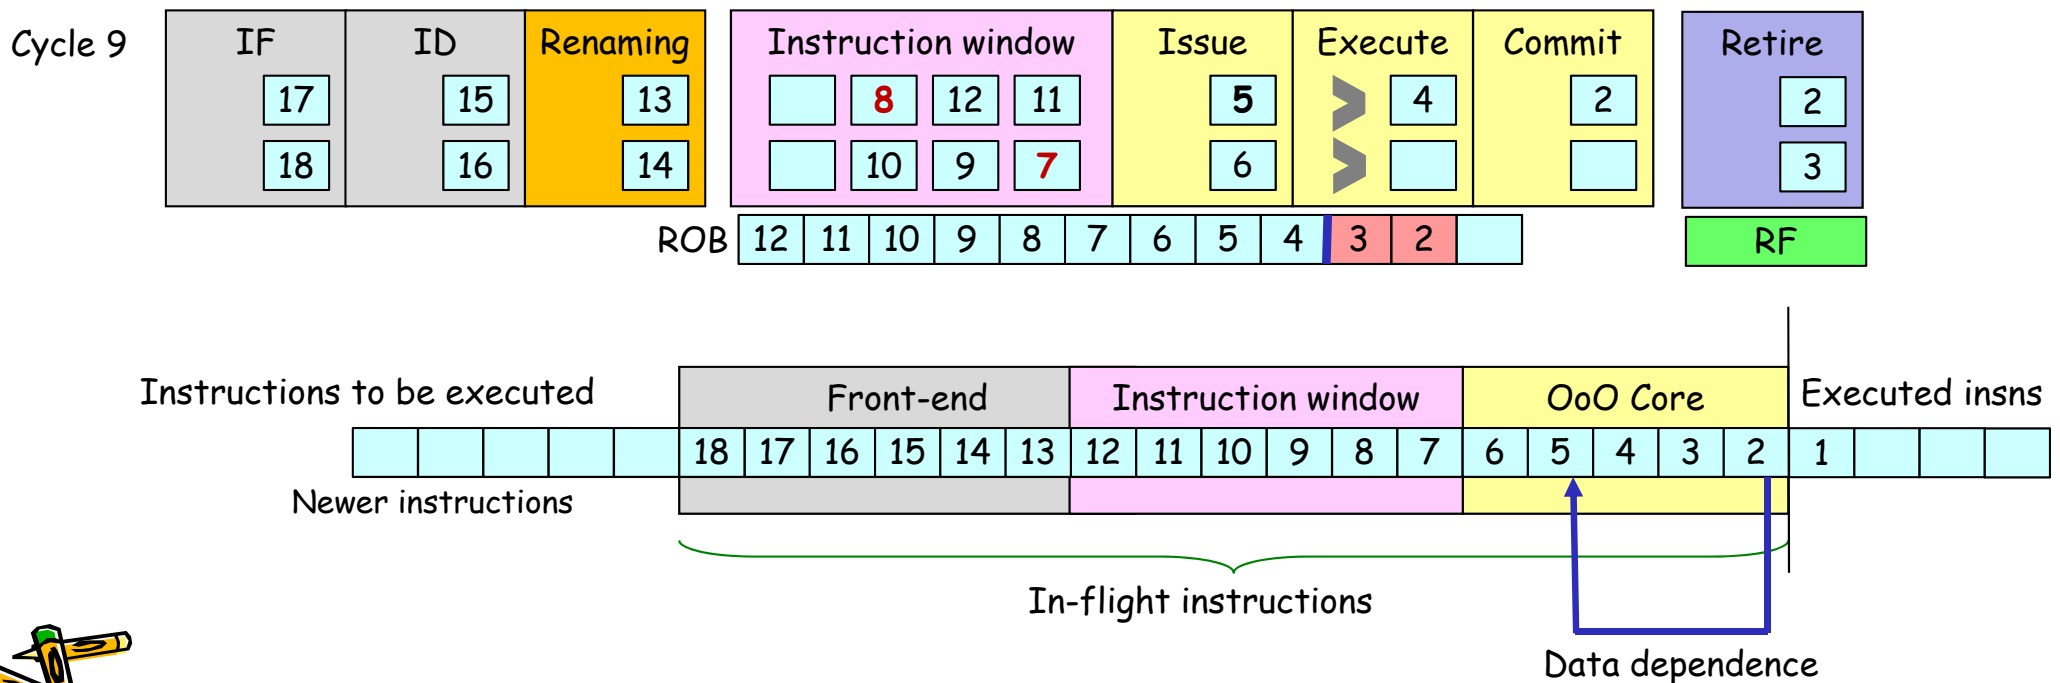 Cycle 9 IF ID Renaming Instruction window Issue Execute Commit Retire
17 15 13 8 12 11 5 > 4 2 2
18 16 14 10 9 7 6 > 3
ROB 12 11 10 9 8 7 6 5 4 3 2 RF
Instructions to be executed Front-end Instruction window OoO Core Executed insns
18 17 16 15 14 13 12 11 10 9 8 7 6 5 4 3 2 1
Newer instructions
In-flight instructions
Data dependence